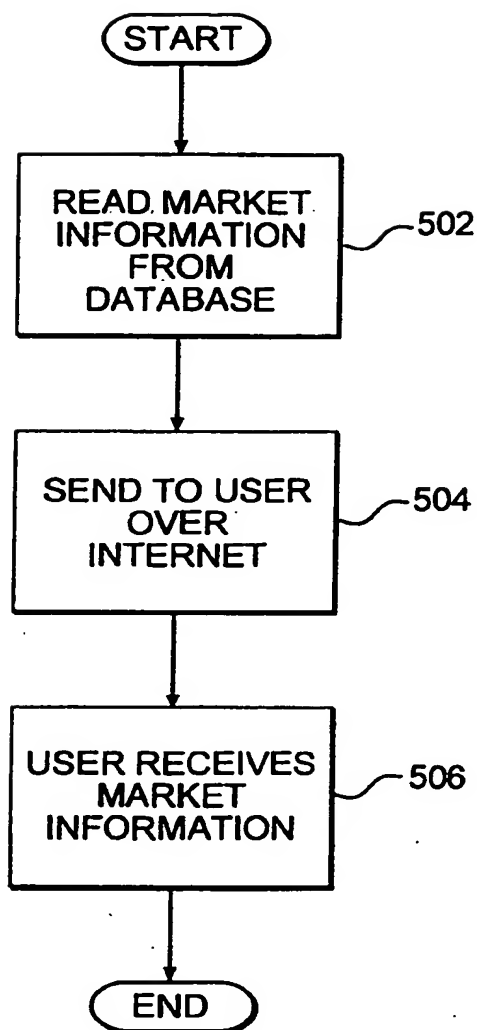 START
READ MARKET
INFORMATION
FROM
DATABASE
502
SEND TO USER
OVER
INTERNET
504
USER RECEIVES
MARKET
INFORMATION
506
END